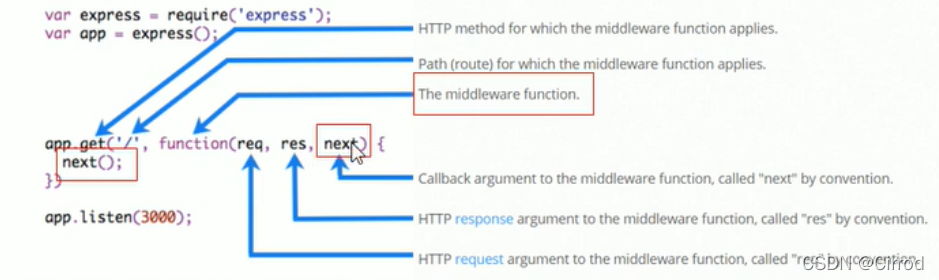 var express = require('express');
var app = express();
HTTP method for which the middleware function applies.
Path (route) for which the middleware function applies.
The middleware function.
app.get('/', function(req, res, next) {
next();
})
Callback argument to the middleware function, called "next" by convention.
app.listen(3000);
HTTP response argument to the middleware function, called "res" by convention.
HTTP request argument to the middleware function, called "req" by convention.
CSDN @Cirrod